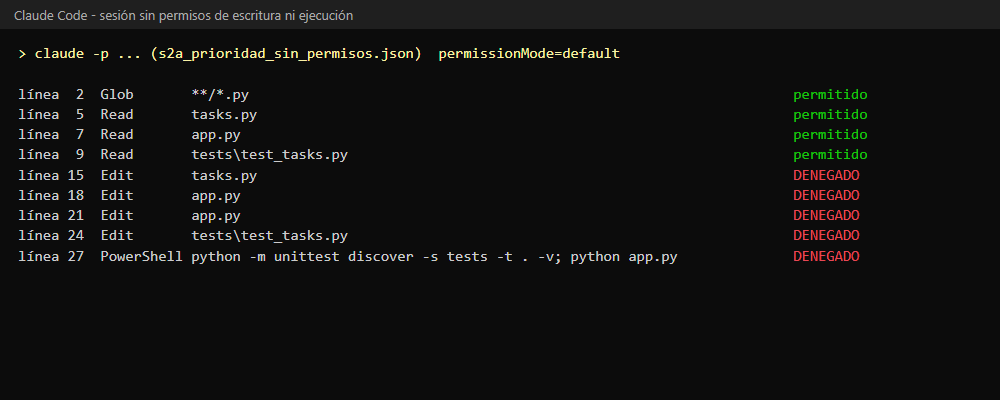 Claude Code - sesión sin permisos de escritura ni ejecución
> claude -p ... (s2a_prioridad_sin_permisos.json)  permissionMode=default
línea  2  Glob       **/*.py  permitido
línea  5  Read       tasks.py  permitido
línea  7  Read       app.py  permitido
línea  9  Read       tests\test_tasks.py  permitido
línea 15  Edit       tasks.py  DENEGADO
línea 18  Edit       app.py  DENEGADO
línea 21  Edit       app.py  DENEGADO
línea 24  Edit       tests\test_tasks.py  DENEGADO
línea 27  PowerShell python -m unittest discover -s tests -t . -v; python app.py  DENEGADO